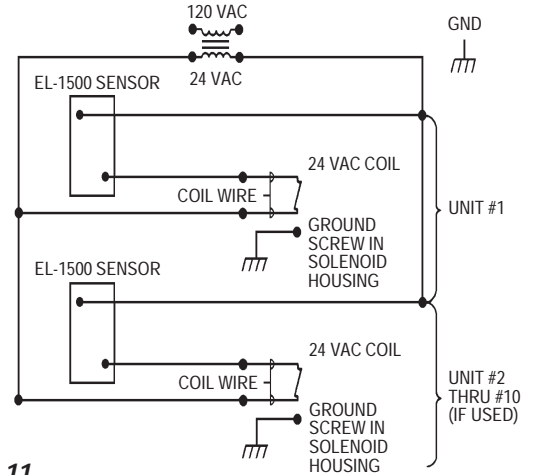 120 VAC
GND
24 VAC
EL-1500 SENSOR
24 VAC COIL
COIL WIRE
UNIT #1
GROUND
SCREW IN
SOLENOID
HOUSING
EL-1500 SENSOR
24 VAC COIL
COIL WIRE
UNIT #2
THRU #10
(IF USED)
GROUND
SCREW IN
SOLENOID
HOUSING
11